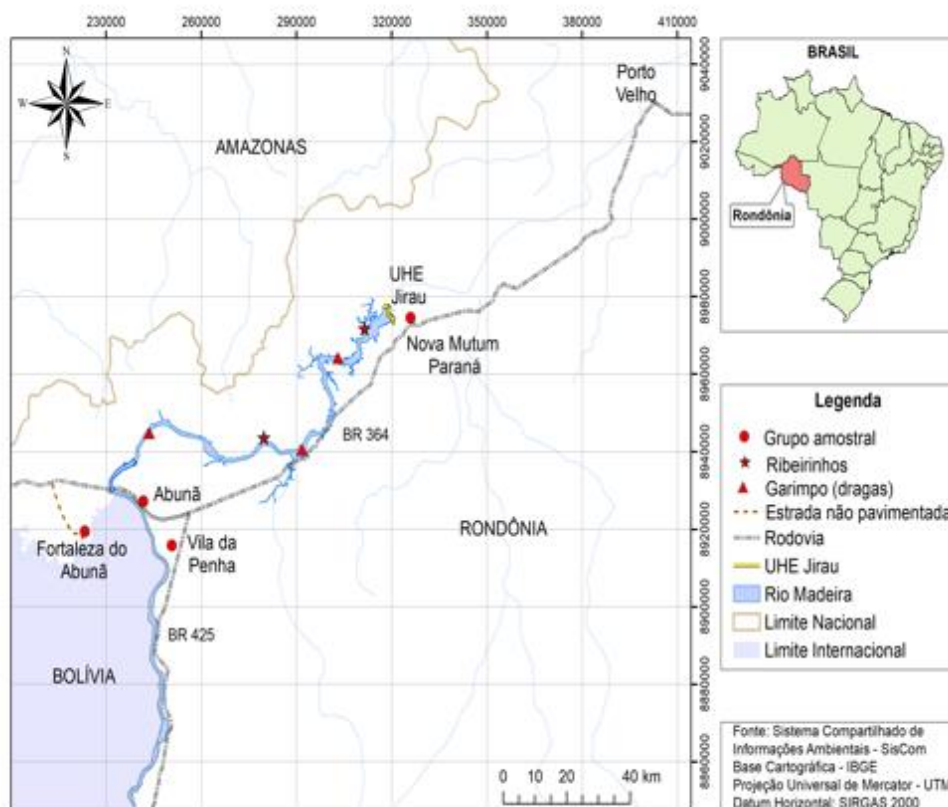 230000 260000 290000 320000 350000 380000 410000
N
W E
S
AMAZONAS
Porto
Velho
UHE
Jirau
Nova Mutum
Paraná
BR 364
Abunã
Fortaleza do
Abunã
Vila da
Penha
RONDÔNIA
BR 425
BOLÍVIA
0 10 20 40 km
9040000
9020000
9000000
8980000
8960000
8940000
8920000
8900000
8880000
8860000
BRASIL
Rondônia
Legenda
Grupo amostral
Ribeirinhos
Garimpo (dragas)
Estrada não pavimentada
Rodovia
UHE Jirau
Rio Madeira
Limite Nacional
Limite Internacional
Fonte: Sistema Compartilhado de
Informações Ambientais - SisCom
Base Cartográfica - IBGE
Projeção Universal de Mercator - UTM
Datum Horizontal: SIRGAS 2000